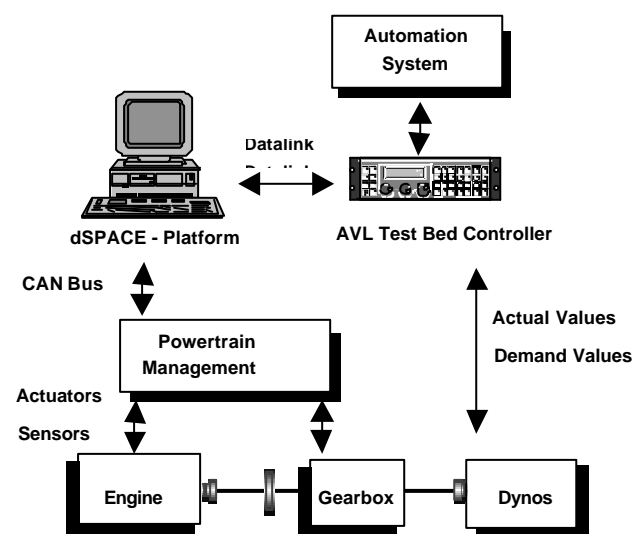 Automation
System
Datalink
dSPACE - Platform
AVL Test Bed Controller
CAN Bus
Actual Values
Demand Values
Powertrain
Management
Actuators
Sensors
Engine
Gearbox
Dynos